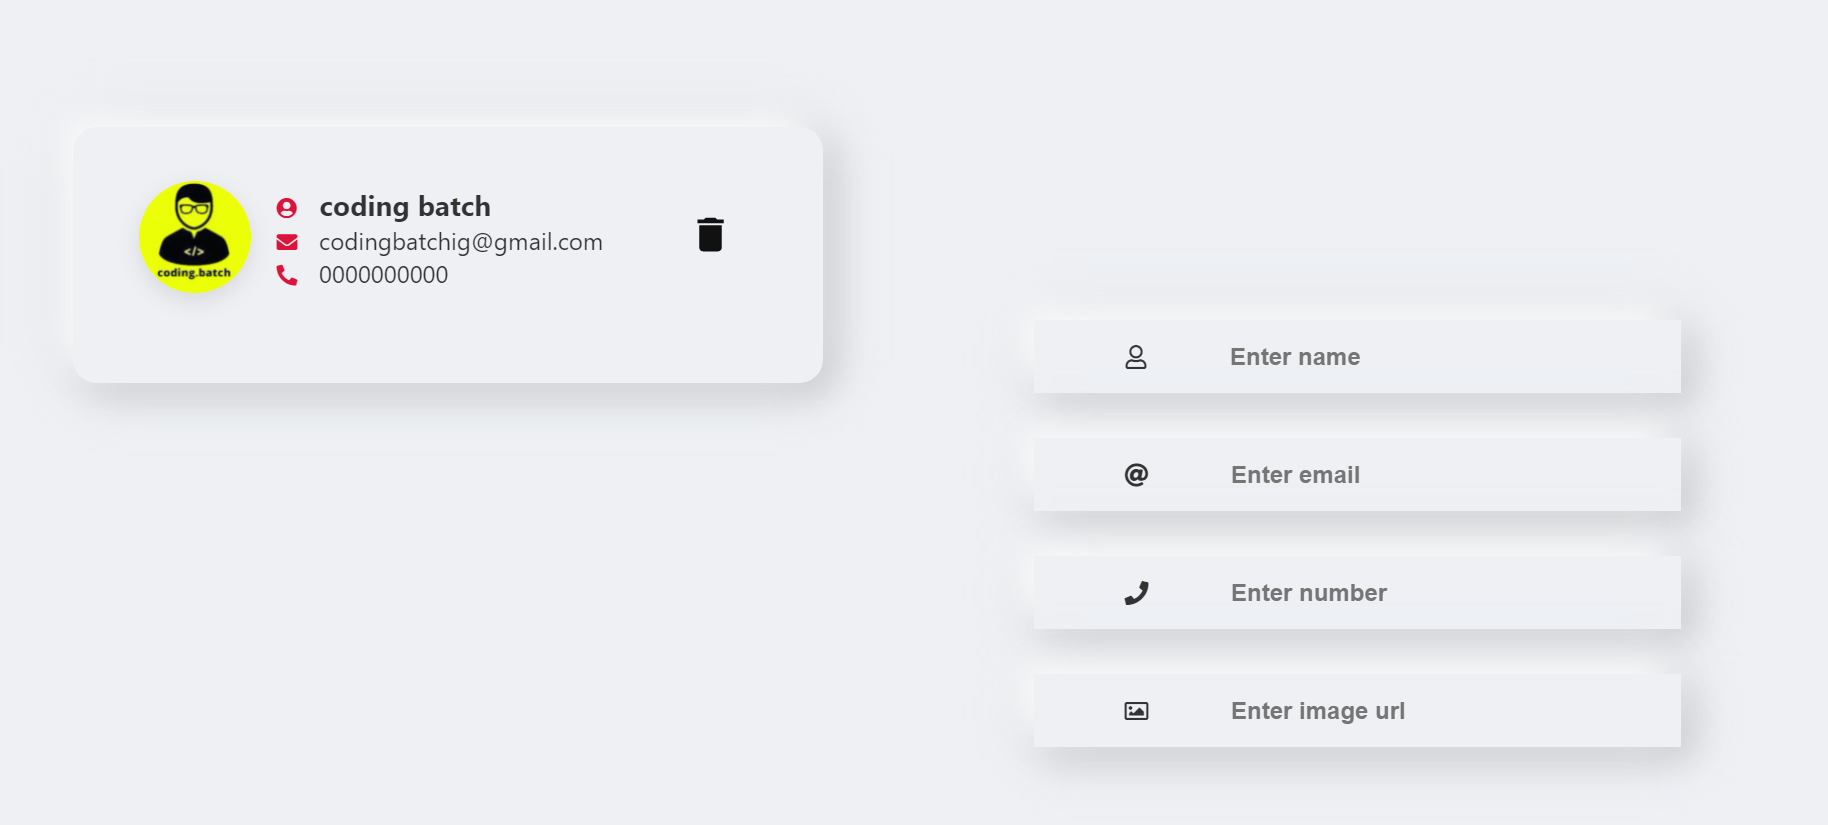 </>
coding.batch
coding batch
codingbatchig@gmail.com
0000000000
Enter name
Enter email
Enter number
Enter image url